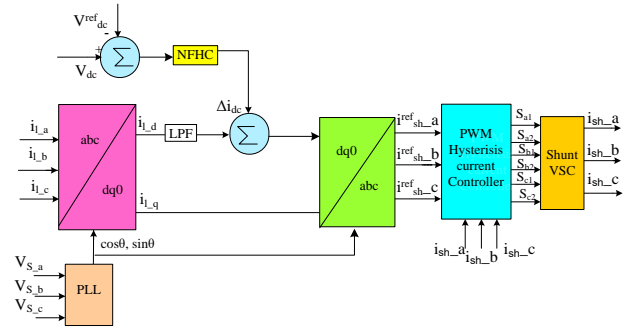 V^ref_dc
-
+
V_dc
Σ
NFHC
Δi_dc
i_l_a
i_l_b
i_l_c
abc
dq0
i_l_d
LPF
Σ
i_l_q
cosθ, sinθ
V_S_a
V_S_b
V_S_c
PLL
dq0
abc
i^ref_sh_a
i^ref_sh_b
i^ref_sh_c
PWM
Hysterisis
current
Controller
i_sh_a
i_sh_b
i_sh_c
S_a1
S_a2
S_b1
S_b2
S_c1
S_c2
Shunt
VSC
i_sh_a
i_sh_b
i_sh_c